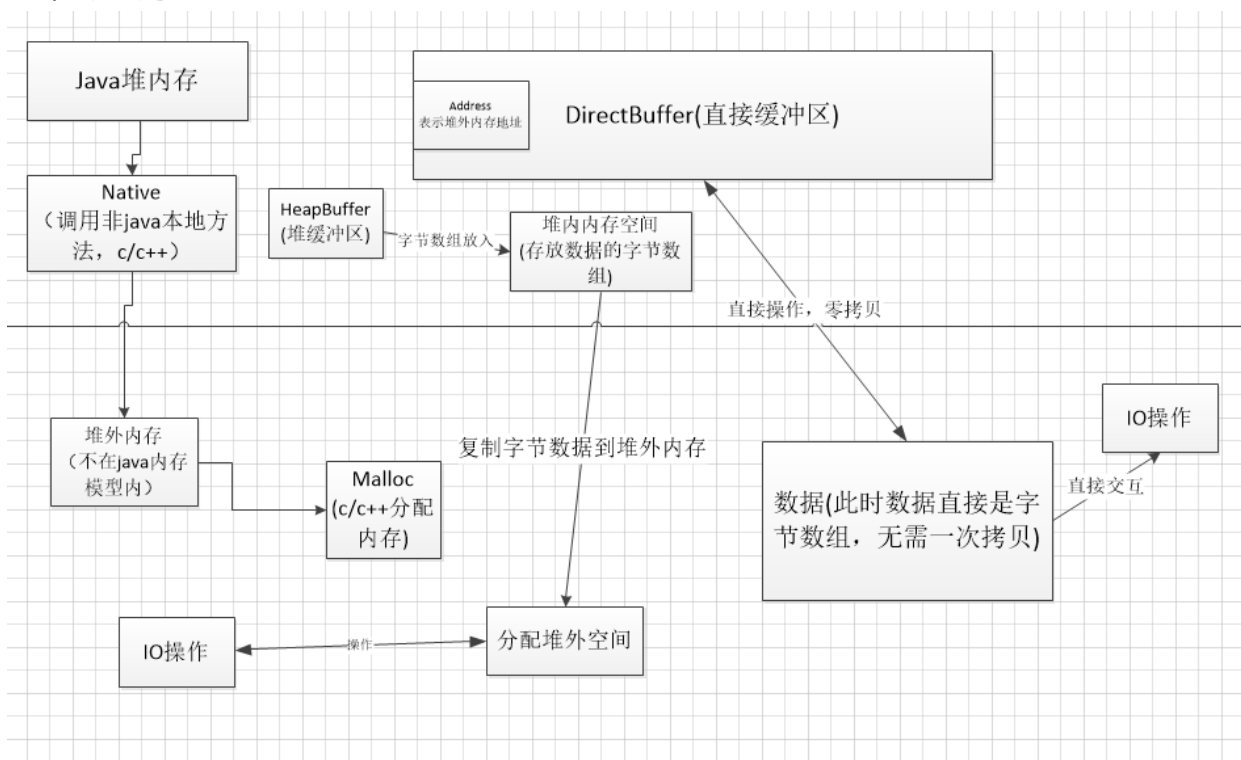 Java堆内存
Address
表示堆外内存地址
DirectBuffer(直接缓冲区)
Native
（调用非java本地方
法，c/c++）
HeapBuffer
(堆缓冲区)
字节数组放入
堆内内存空间
(存放数据的字节数
组)
直接操作，零拷贝
堆外内存
（不在java内存
模型内）
Malloc
(c/c++分配
内存)
复制字节数据到堆外内存
数据(此时数据直接是字
节数组，无需一次拷贝)
直接交互
IO操作
IO操作
操作
分配堆外空间